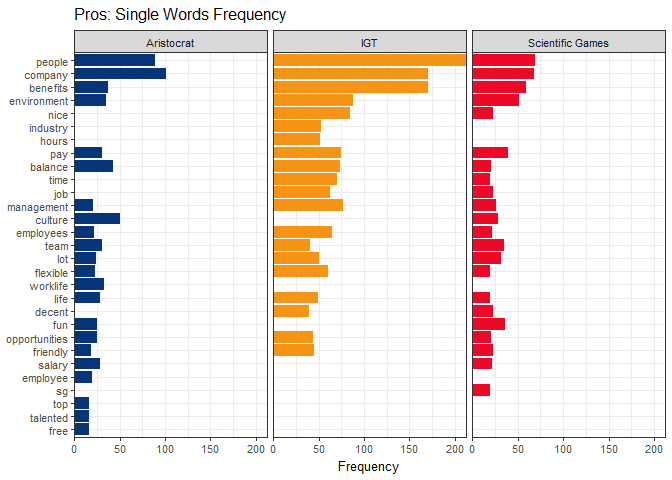 Pros: Single Words Frequency
Aristocrat IGT Scientific Games
people
company
benefits
environment
nice
industry
hours
pay
balance
time
job
management
culture
employees
team
lot
flexible
worklife
life
decent
fun
opportunities
friendly
salary
employee
sg
top
talented
free
0 50 100 150 200 0 50 100 150 200 0 50 100 150 200
Frequency